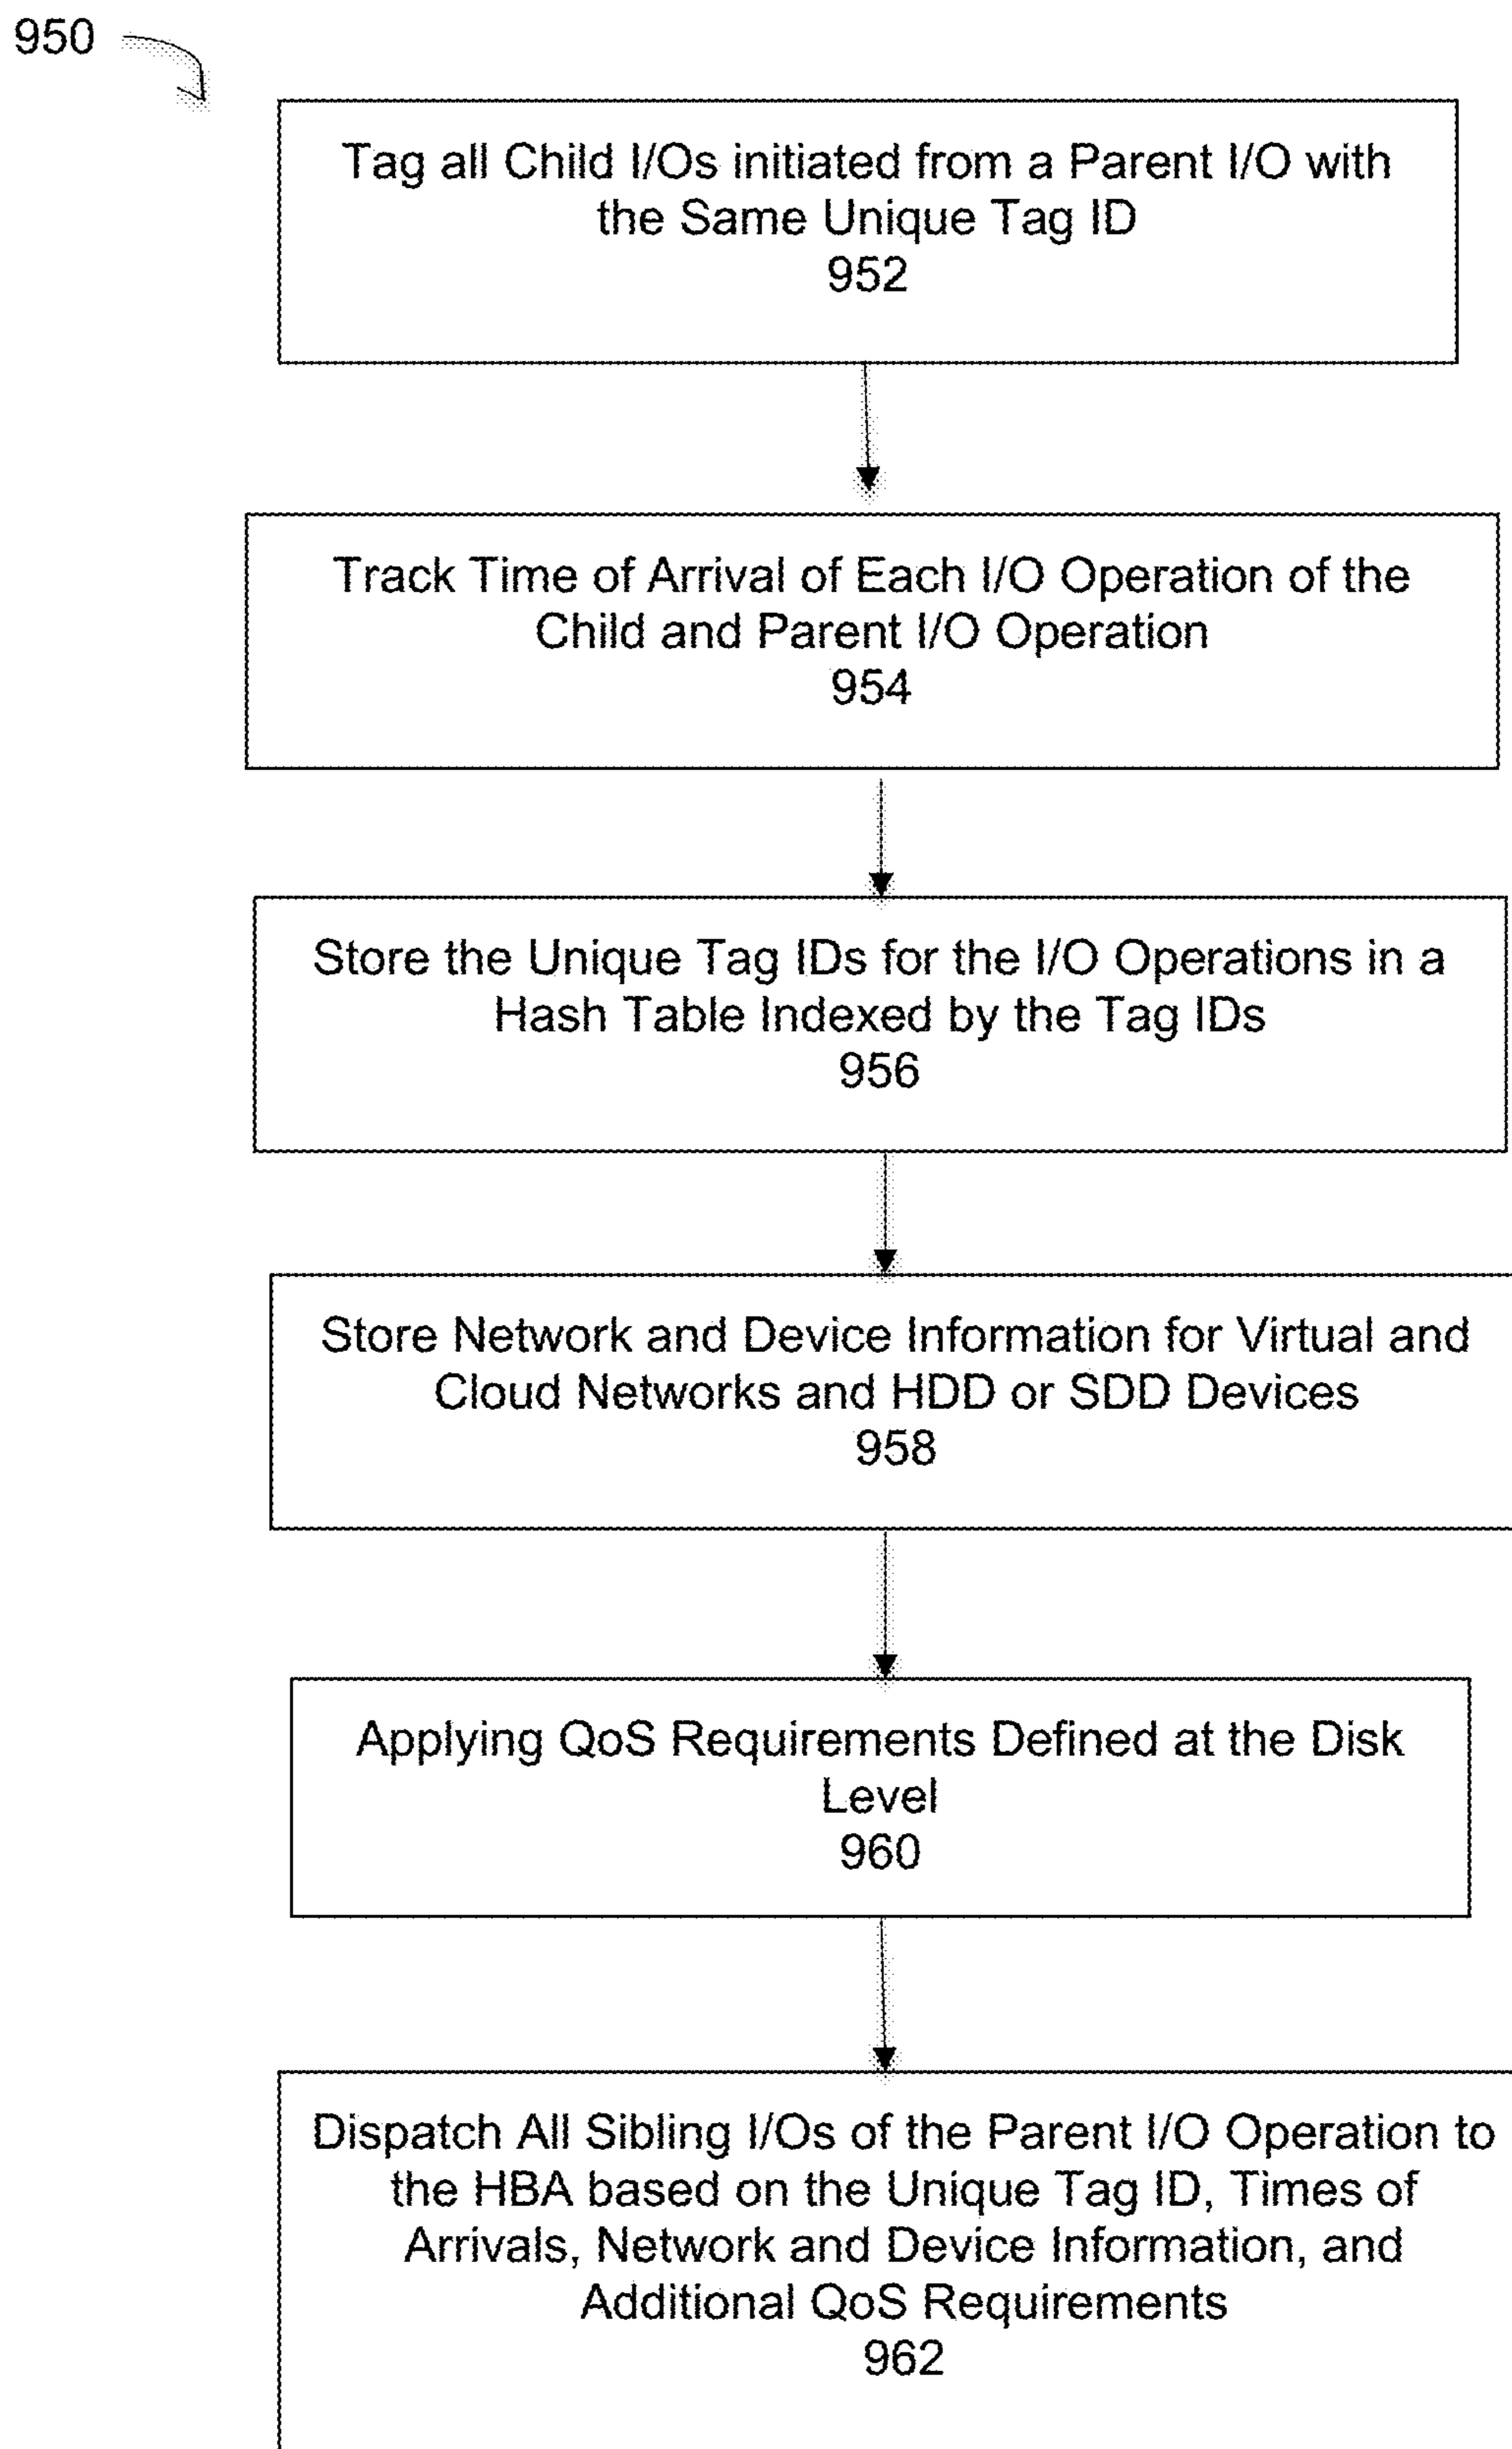 950
Tag all Child I/Os initiated from a Parent I/O with
the Same Unique Tag ID
952
Track Time of Arrival of Each I/O Operation of the
Child and Parent I/O Operation
954
Store the Unique Tag IDs for the I/O Operations in a
Hash Table Indexed by the Tag IDs
956
Store Network and Device Information for Virtual and
Cloud Networks and HDD or SDD Devices
958
Applying QoS Requirements Defined at the Disk
Level
960
Dispatch All Sibling I/Os of the Parent I/O Operation to
the HBA based on the Unique Tag ID, Times of
Arrivals, Network and Device Information, and
Additional QoS Requirements
962